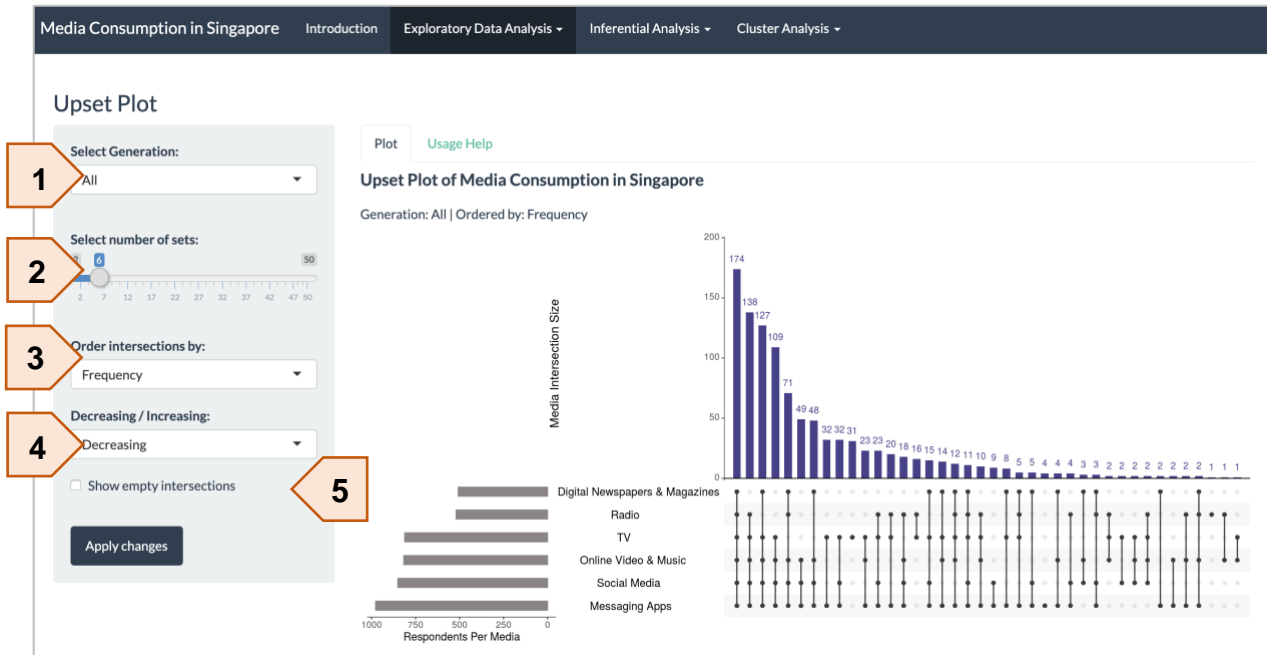 Media Consumption in Singapore Introduction Exploratory Data Analysis Inferential Analysis Cluster Analysis
Upset Plot
1
Select Generation:
All
2
Select number of sets:
2 6 50
2 7 12 17 22 27 32 37 42 47 50
3
Order intersections by:
Frequency
4
Decreasing / Increasing:
Decreasing
5
Show empty intersections
Apply changes
Plot Usage Help
Upset Plot of Media Consumption in Singapore
Generation: All | Ordered by: Frequency
Media Intersection Size
200
150
100
50
0
174 138 127 109 71 49 48 32 32 31 23 23 20 18 16 15 14 12 11 10 9 8 5 5 4 4 4 3 3 2 2 2 2 2 2 2 2 1 1 1
Digital Newspapers & Magazines
Radio
TV
Online Video & Music
Social Media
Messaging Apps
1000 750 500 250 0
Respondents Per Media